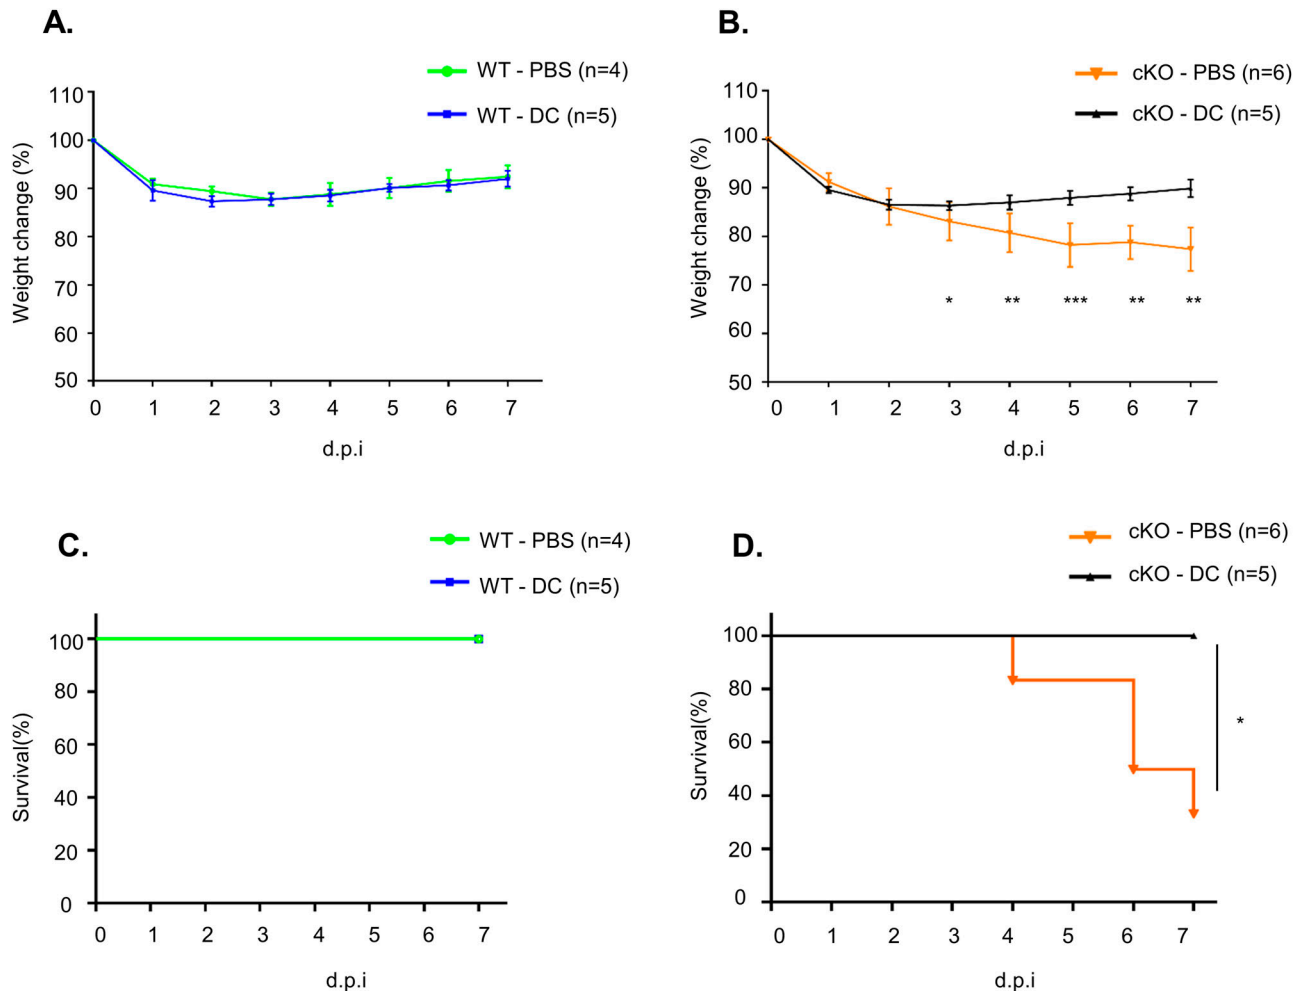 A.
WT - PBS (n=4)
WT - DC (n=5)
110
100
90
80
70
60
50
Weight change (%)
0 1 2 3 4 5 6 7
d.p.i
B.
cKO - PBS (n=6)
cKO - DC (n=5)
110
100
90
80
70
60
50
Weight change (%)
* ** *** ** **
0 1 2 3 4 5 6 7
d.p.i
C.
WT - PBS (n=4)
WT - DC (n=5)
100
80
60
40
20
0
Survival(%)
0 1 2 3 4 5 6 7
d.p.i
D.
cKO - PBS (n=6)
cKO - DC (n=5)
100
80
60
40
20
0
Survival(%)
*
0 1 2 3 4 5 6 7
d.p.i